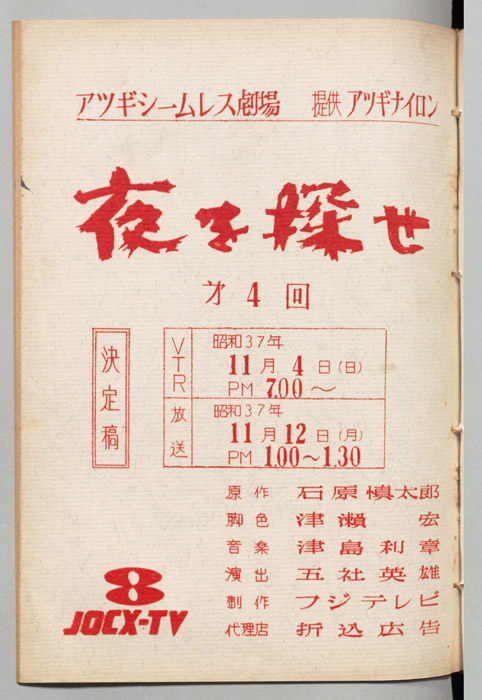 アツギシームレス劇場　提供 アツギナイロン
夜を探せ
才4回
決定稿
VTR
昭和37年
11月 4日(日)
PM 7.00～
放送
昭和37年
11月12日(月)
PM 1.00～1.30
原作　石原慎太郎
脚色　津瀬　宏
音楽　津島利章
演出　五社英雄
制作　フジテレビ
代理店　折込広告
8
JOCX-TV